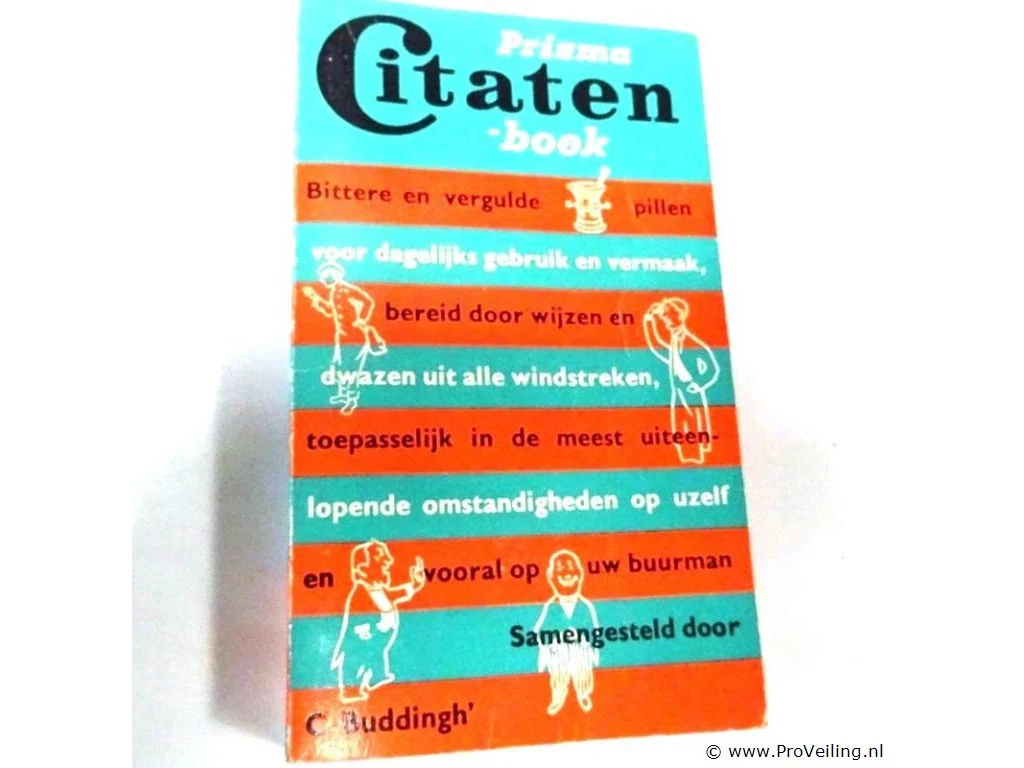 Prisma
Citaten
-boek
Bittere en vergulde pillen
voor dagelijks gebruik en vermaak,
bereid door wijzen en
dwazen uit alle windstreken,
toepasselijk in de meest uiteen-
lopende omstandigheden op uzelf
en vooral op uw buurman
Samengesteld door
C. Buddingh'
© www.ProVeiling.nl